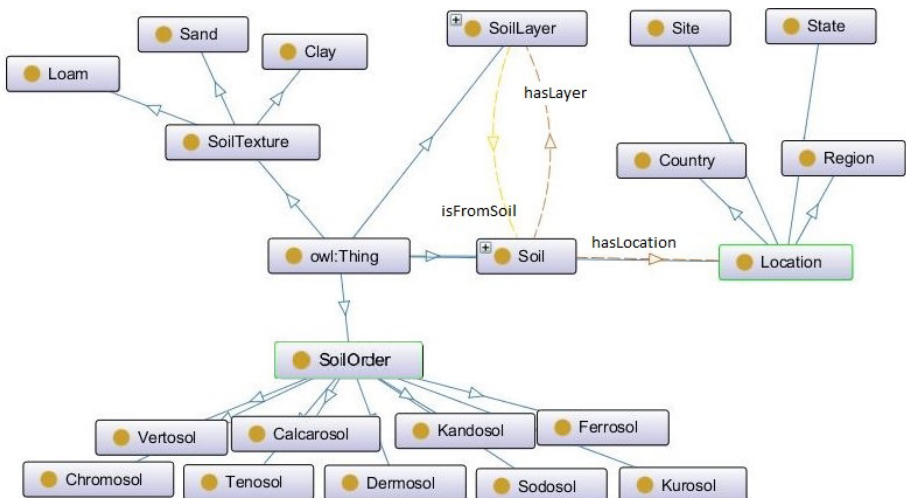 Sand
SoilLayer
Site
State
Loam
Clay
hasLayer
SoilTexture
Country
Region
isFromSoil
owl:Thing
Soil
hasLocation
Location
SoilOrder
Vertosol
Calcarosol
Kandosol
Ferrosol
Chromosol
Tenosol
Dermosol
Sodosol
Kurosol